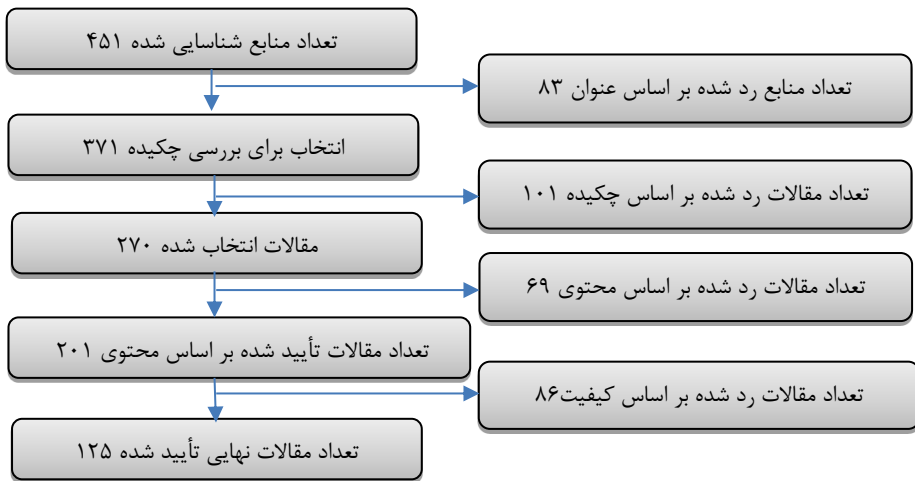 تعداد منابع شناسایی شده ۴۵۱
تعداد منابع رد شده بر اساس عنوان ۸۳
انتخاب برای بررسی چکیده ۳۷۱
تعداد مقالات رد شده بر اساس چکیده ۱۰۱
مقالات انتخاب شده ۲۷۰
تعداد مقالات رد شده بر اساس محتوی ۶۹
تعداد مقالات تأیید شده بر اساس محتوی ۲۰۱
تعداد مقالات رد شده بر اساس کیفیت۸۶
تعداد مقالات نهایی تأیید شده ۱۲۵